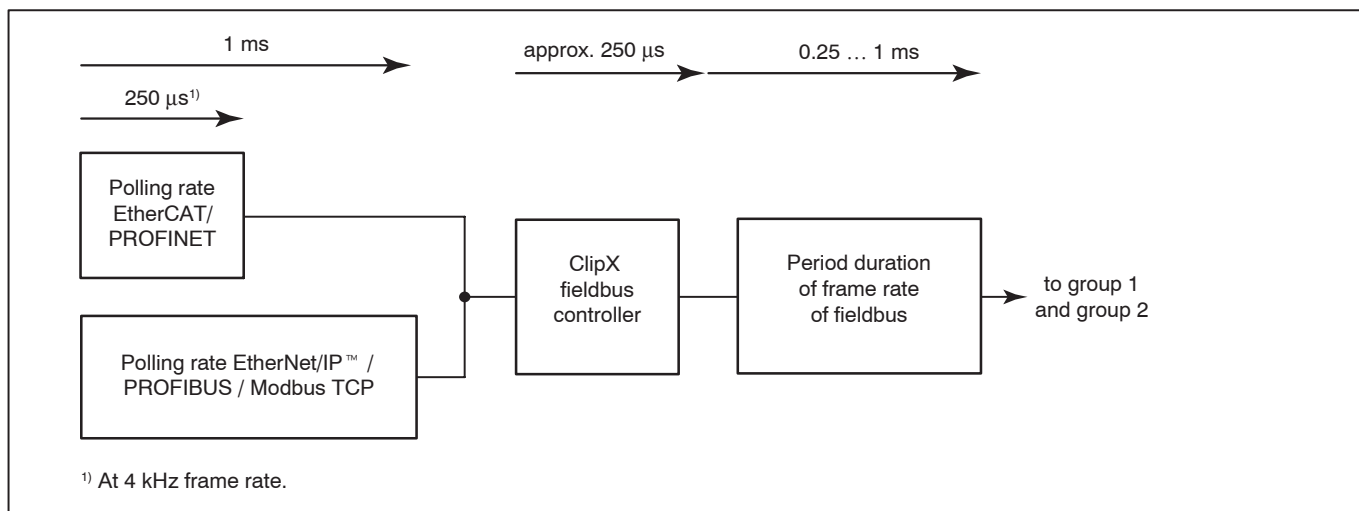 1 ms
approx. 250 μs
0.25 … 1 ms
250 μs1)
Polling rate
EtherCAT/
PROFINET
ClipX
fieldbus
controller
Period duration
of frame rate
of fieldbus
to group 1
and group 2
Polling rate EtherNet/IP™ /
PROFIBUS / Modbus TCP
1) At 4 kHz frame rate.